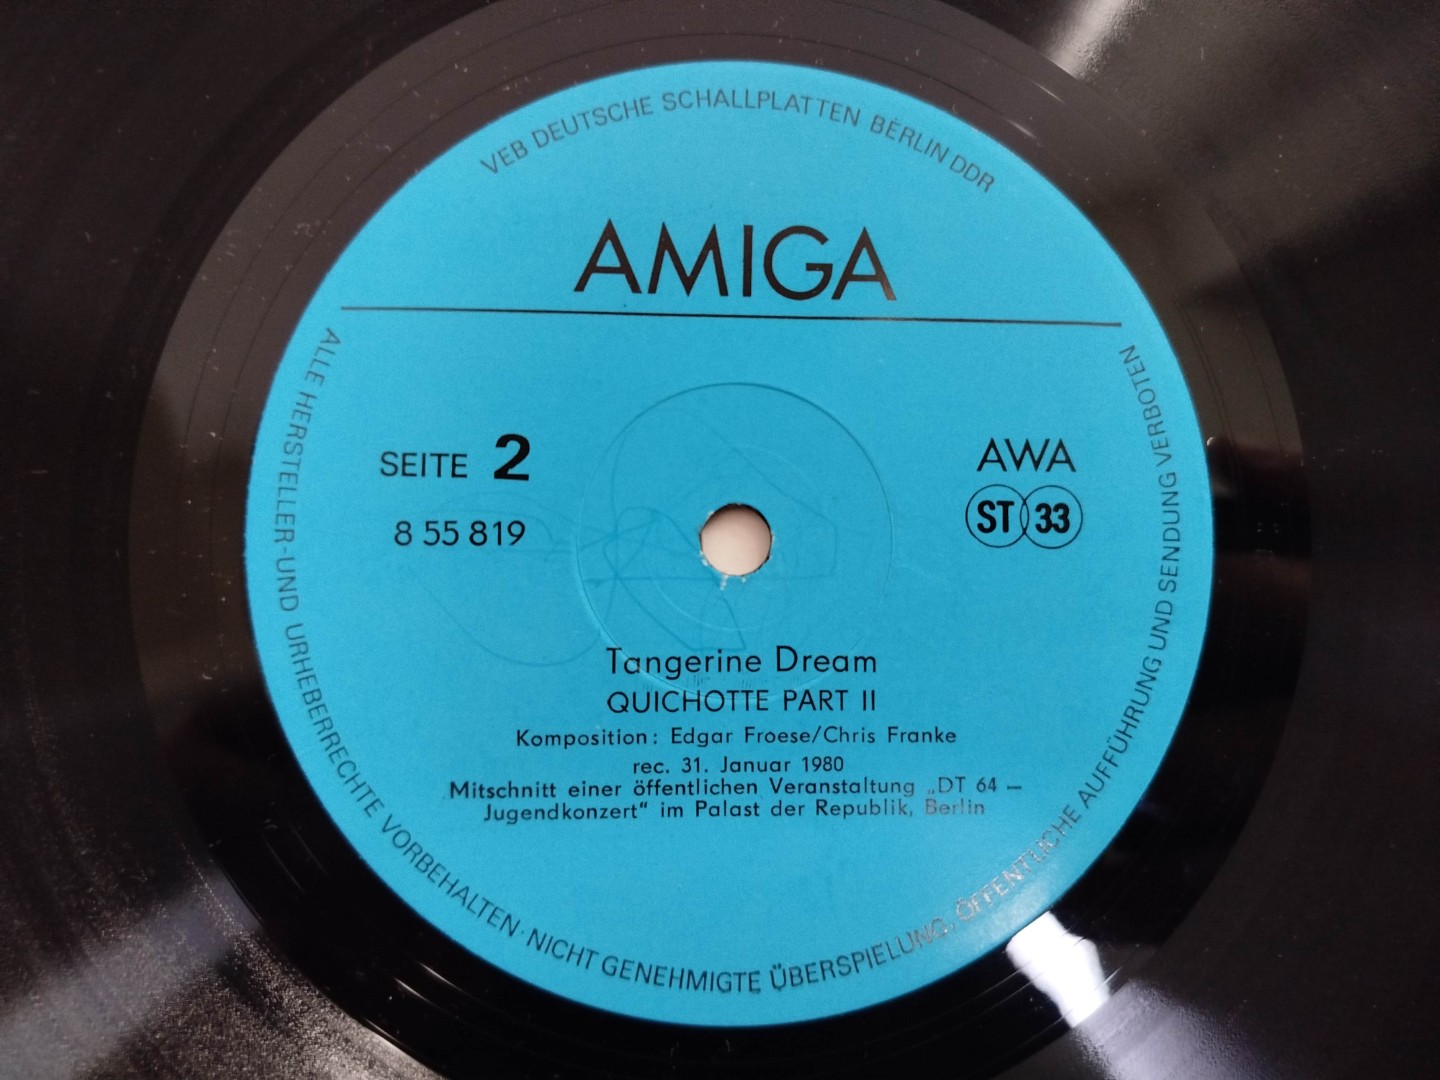 VEB DEUTSCHE SCHALLPLATTEN BERLIN DDR
AMIGA
SEITE 2
8 55 819
AWA
ST 33
Tangerine Dream
QUICHOTTE PART II
Komposition: Edgar Froese/Chris Franke
rec. 31. Januar 1980
Mitschnitt einer öffentlichen Veranstaltung „DT 64 —
Jugendkonzert“ im Palast der Republik, Berlin
ALLE HERSTELLER-UND URHEBERRECHTE VORBEHALTEN· NICHT GENEHMIGTE ÜBERSPIELUNG, ÖFFENTLICHE AUFFÜHRUNG UND SENDUNG VERBOTEN